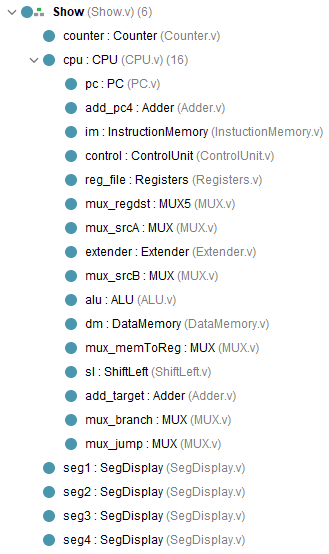 Show (Show.v) (6)
counter : Counter (Counter.v)
cpu : CPU (CPU.v) (16)
pc : PC (PC.v)
add_pc4 : Adder (Adder.v)
im : InstructionMemory (InstuctionMemory.v)
control : ControlUnit (ControlUnit.v)
reg_file : Registers (Registers.v)
mux_regdst : MUX5 (MUX.v)
mux_srcA : MUX (MUX.v)
extender : Extender (Extender.v)
mux_srcB : MUX (MUX.v)
alu : ALU (ALU.v)
dm : DataMemory (DataMemory.v)
mux_memToReg : MUX (MUX.v)
sl : ShiftLeft (ShiftLeft.v)
add_target : Adder (Adder.v)
mux_branch : MUX (MUX.v)
mux_jump : MUX (MUX.v)
seg1 : SegDisplay (SegDisplay.v)
seg2 : SegDisplay (SegDisplay.v)
seg3 : SegDisplay (SegDisplay.v)
seg4 : SegDisplay (SegDisplay.v)